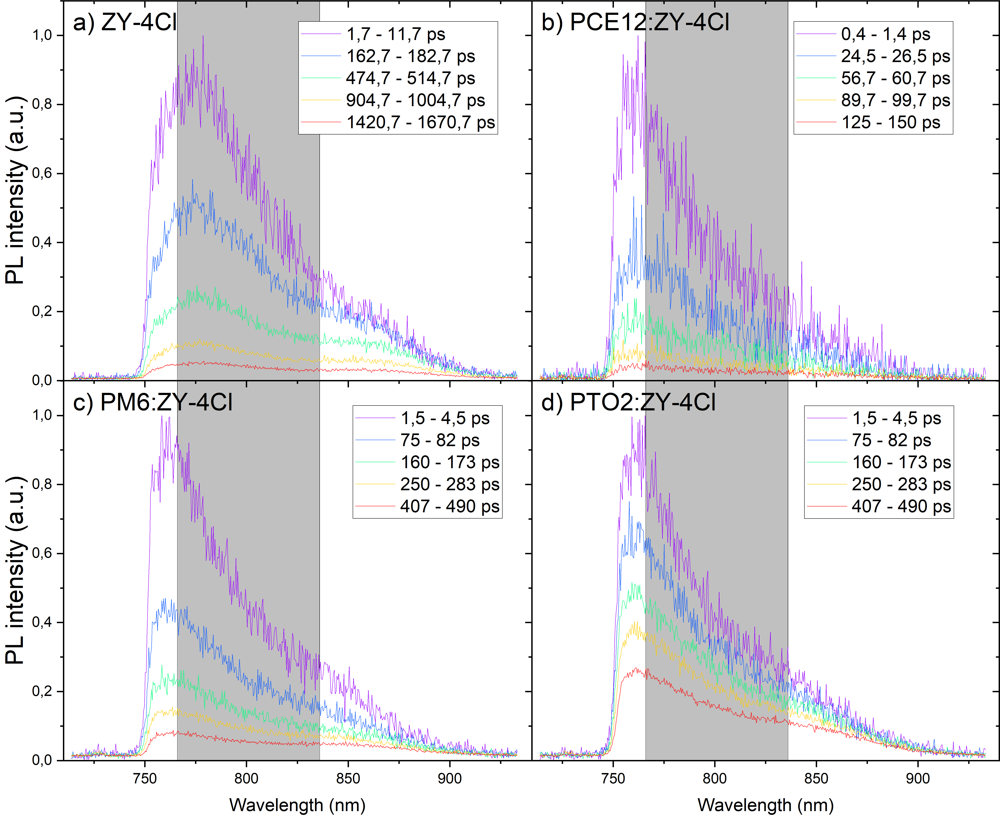 a) ZY-4Cl
1,7 - 11,7 ps
162,7 - 182,7 ps
474,7 - 514,7 ps
904,7 - 1004,7 ps
1420,7 - 1670,7 ps
PL intensity (a.u.)
1,0
0,8
0,6
0,4
0,2
0,0
b) PCE12:ZY-4Cl
0,4 - 1,4 ps
24,5 - 26,5 ps
56,7 - 60,7 ps
89,7 - 99,7 ps
125 - 150 ps
c) PM6:ZY-4Cl
1,5 - 4,5 ps
75 - 82 ps
160 - 173 ps
250 - 283 ps
407 - 490 ps
PL intensity (a.u.)
1,0
0,8
0,6
0,4
0,2
0,0
750 800 850 900
Wavelength (nm)
d) PTO2:ZY-4Cl
1,5 - 4,5 ps
75 - 82 ps
160 - 173 ps
250 - 283 ps
407 - 490 ps
750 800 850 900
Wavelength (nm)